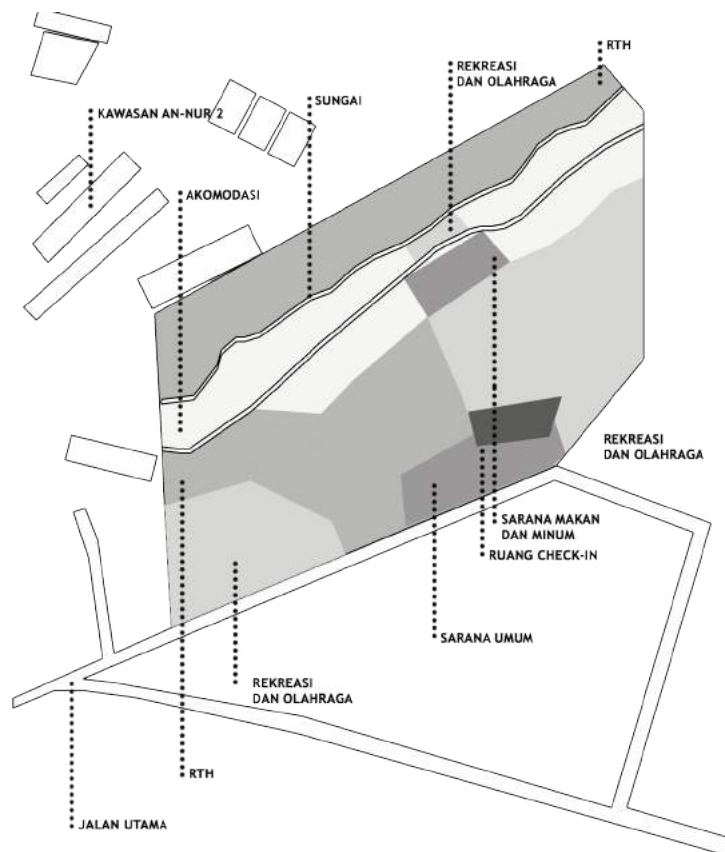 RTH
REKREASI
DAN OLAHRAGA
SUNGAI
KAWASAN AN-NUR 2
AKOMODASI
REKREASI
DAN OLAHRAGA
SARANA MAKAN
DAN MINUM
RUANG CHECK-IN
SARANA UMUM
REKREASI
DAN OLAHRAGA
RTH
JALAN UTAMA